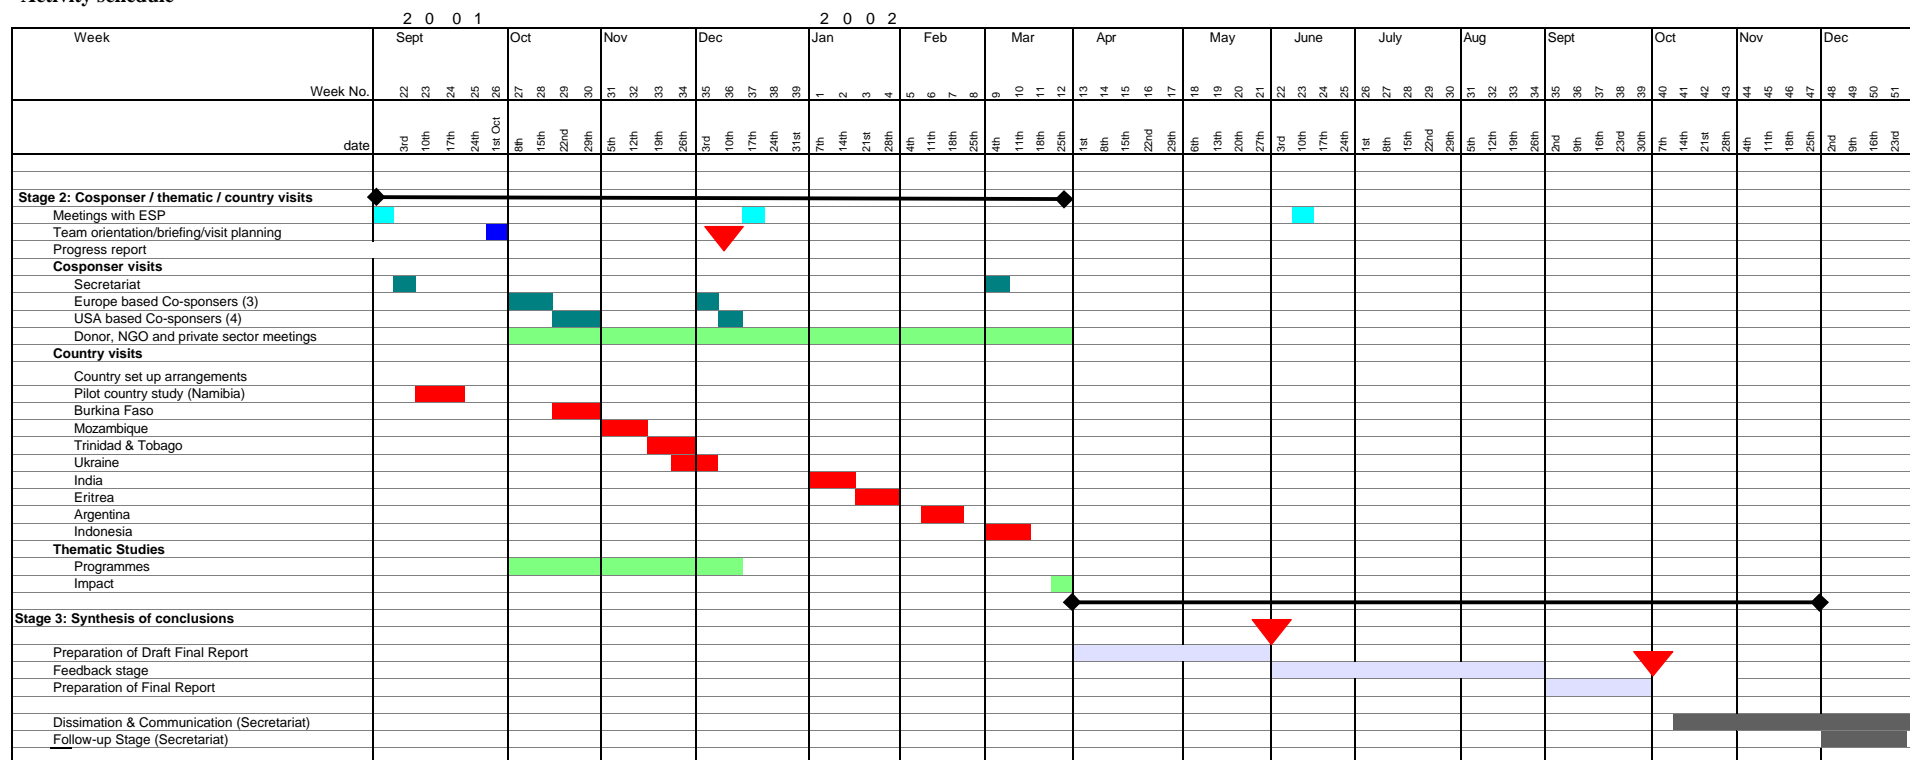 Activity schedule
2 0 0 1 2 0 0 2
Week Sept Oct Nov Dec Jan Feb Mar Apr May June July Aug Sept Oct Nov Dec
Week No. 22 23 24 25 26 27 28 29 30 31 32 33 34 35 36 37 38 39 1 2 3 4 5 6 7 8 9 10 11 12 13 14 15 16 17 18 19 20 21 22 23 24 25 26 27 28 29 30 31 32 33 34 35 36 37 38 39 40 41 42 43 44 45 46 47 48 49 50 51
date 3rd 10th 17th 24th 1st Oct 8th 15th 22nd 29th 5th 12th 19th 26th 3rd 10th 17th 24th 31st 7th 14th 21st 28th 4th 11th 18th 25th 4th 11th 18th 25th 1st 8th 15th 22nd 29th 6th 13th 20th 27th 3rd 10th 17th 24th 1st 8th 15th 22nd 29th 5th 12th 19th 26th 2nd 9th 16th 23rd 30th 7th 14th 21st 28th 4th 11th 18th 25th 2nd 9th 16th 23rd
Stage 2: Cosponser / thematic / country visits
Meetings with ESP
Team orientation/briefing/visit planning
Progress report
Cosponser visits
Secretariat
Europe based Co-sponsers (3)
USA based Co-sponsers (4)
Donor, NGO and private sector meetings
Country visits
Country set up arrangements
Pilot country study (Namibia)
Burkina Faso
Mozambique
Trinidad & Tobago
Ukraine
India
Eritrea
Argentina
Indonesia
Thematic Studies
Programmes
Impact
Stage 3: Synthesis of conclusions
Preparation of Draft Final Report
Feedback stage
Preparation of Final Report
Dissimation & Communication (Secretariat)
Follow-up Stage (Secretariat)